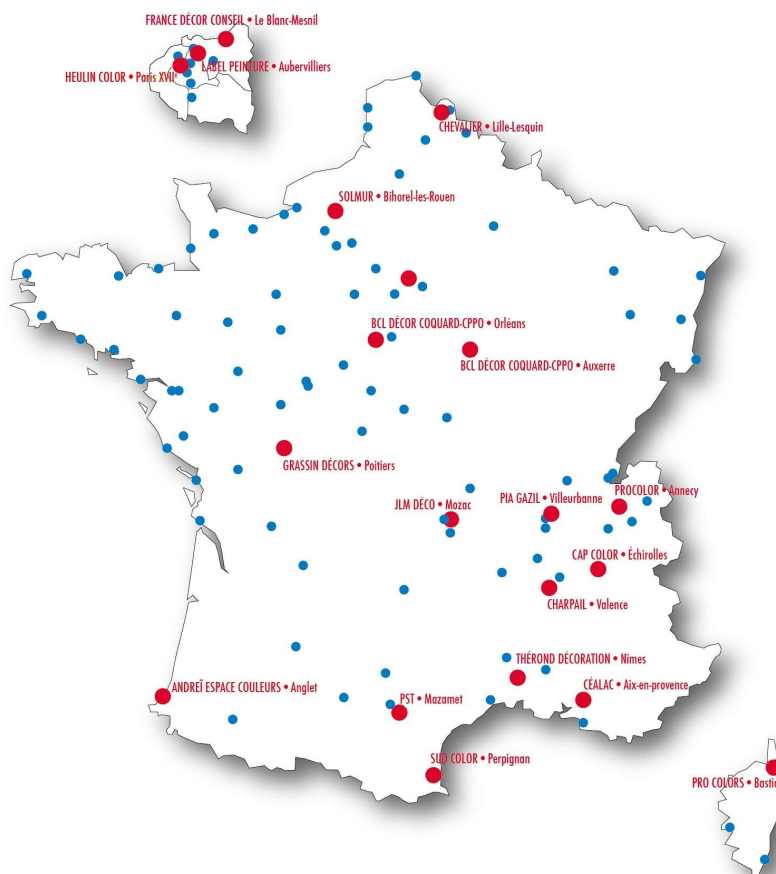 FRANCE DÉCOR CONSEIL • Le Blanc-Mesnil
LABEL PEINTURE • Aubervilliers
HEULIN COLOR • Paris XVIIe
CHEVALIER • Lille-Lesquin
SOLMUR • Bihorel-les-Rouen
BCL DÉCOR COQUARD-CPPO • Orléans
BCL DÉCOR COQUARD-CPPO • Auxerre
GRASSIN DÉCORS • Poitiers
JLM DÉCO • Mozac
PIA GAZIL • Villeurbanne
PROCOLOR • Annecy
CAP COLOR • Échirolles
CHARPAIL • Valence
THÉROND DÉCORATION • Nimes
CÉALAC • Aix-en-provence
ANDREÏ ESPACE COULEURS • Anglet
PST • Mazamet
SUD COLOR • Perpignan
PRO COLORS • Bastia